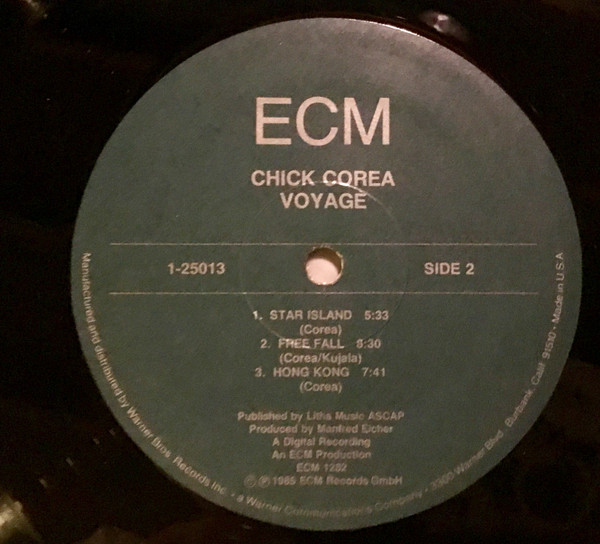 ECM
CHICK COREA
VOYAGE
1-25013
SIDE 2
1. STAR ISLAND 5:33
(Corea)
2. FREE FALL 8:30
(Corea/Kujala)
3. HONG KONG 7:41
(Corea)
Published by Litha Music ASCAP
Produced by Manfred Eicher
A Digital Recording
An ECM Production
ECM 1282
©℗1985 ECM Records GmbH
Manufactured and distributed by Warner Bros. Records Inc. • a Warner Communications Company • 3300 Warner Blvd., Burbank, Calif. 91510 • Made in U.S.A.